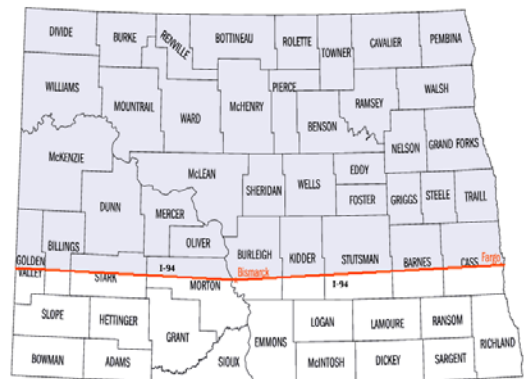 DIVIDE
BURKE
RENVILLE
BOTTINEAU
ROLETTE
TOWNER
CAVALIER
PEMBINA
WILLIAMS
MOUNTRAIL
WARD
McHENRY
PIERCE
BENSON
RAMSEY
WALSH
McKENZIE
McLEAN
SHERIDAN
WELLS
EDDY
FOSTER
NELSON
GRAND FORKS
GRIGGS
STEELE
TRAILL
DUNN
MERCER
OLIVER
BILLINGS
GOLDEN
VALLEY
STARK
I-94
MORTON
BURLEIGH
Bismarck
KIDDER
STUTSMAN
I-94
BARNES
CASS
Fargo
SLOPE
HETTINGER
GRANT
BOWMAN
ADAMS
SIOUX
EMMONS
LOGAN
LAMOURE
RANSOM
RICHLAND
McINTOSH
DICKEY
SARGENT